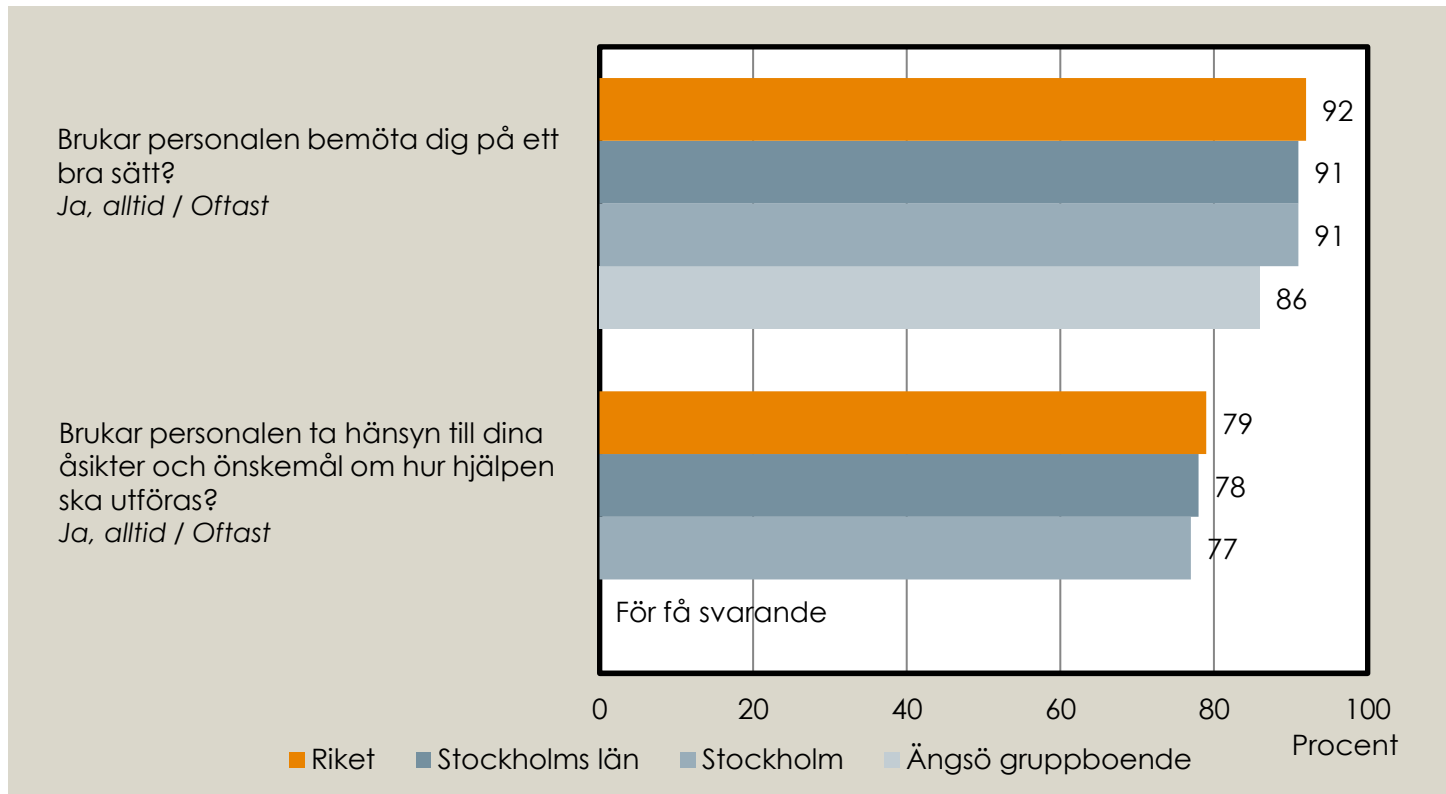 Brukar personalen bemöta dig på ett
bra sätt?
Ja, alltid / Oftast
92
91
91
86
Brukar personalen ta hänsyn till dina
åsikter och önskemål om hur hjälpen
ska utföras?
Ja, alltid / Oftast
79
78
77
För få svarande
0 20 40 60 80 100
Procent
Riket Stockholms län Stockholm Ängsö gruppboende